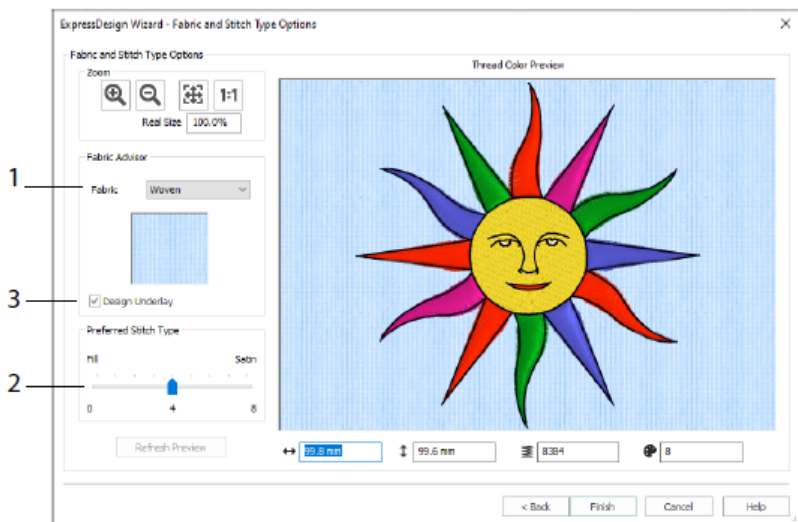 ExpressDesign Wizard - Fabric and Stitch Type Options
Fabric and Stitch Type Options
Zoom
1:1
Real Size 100.0%
Thread Color Preview
Fabric Advisor
1
Fabric Woven
3
Design Underlay
Preferred Stitch Type
Fill Satin
2
0 4 8
Refresh Preview
99.8 mm 99.6 mm 8384 8
< Back Finish Cancel Help